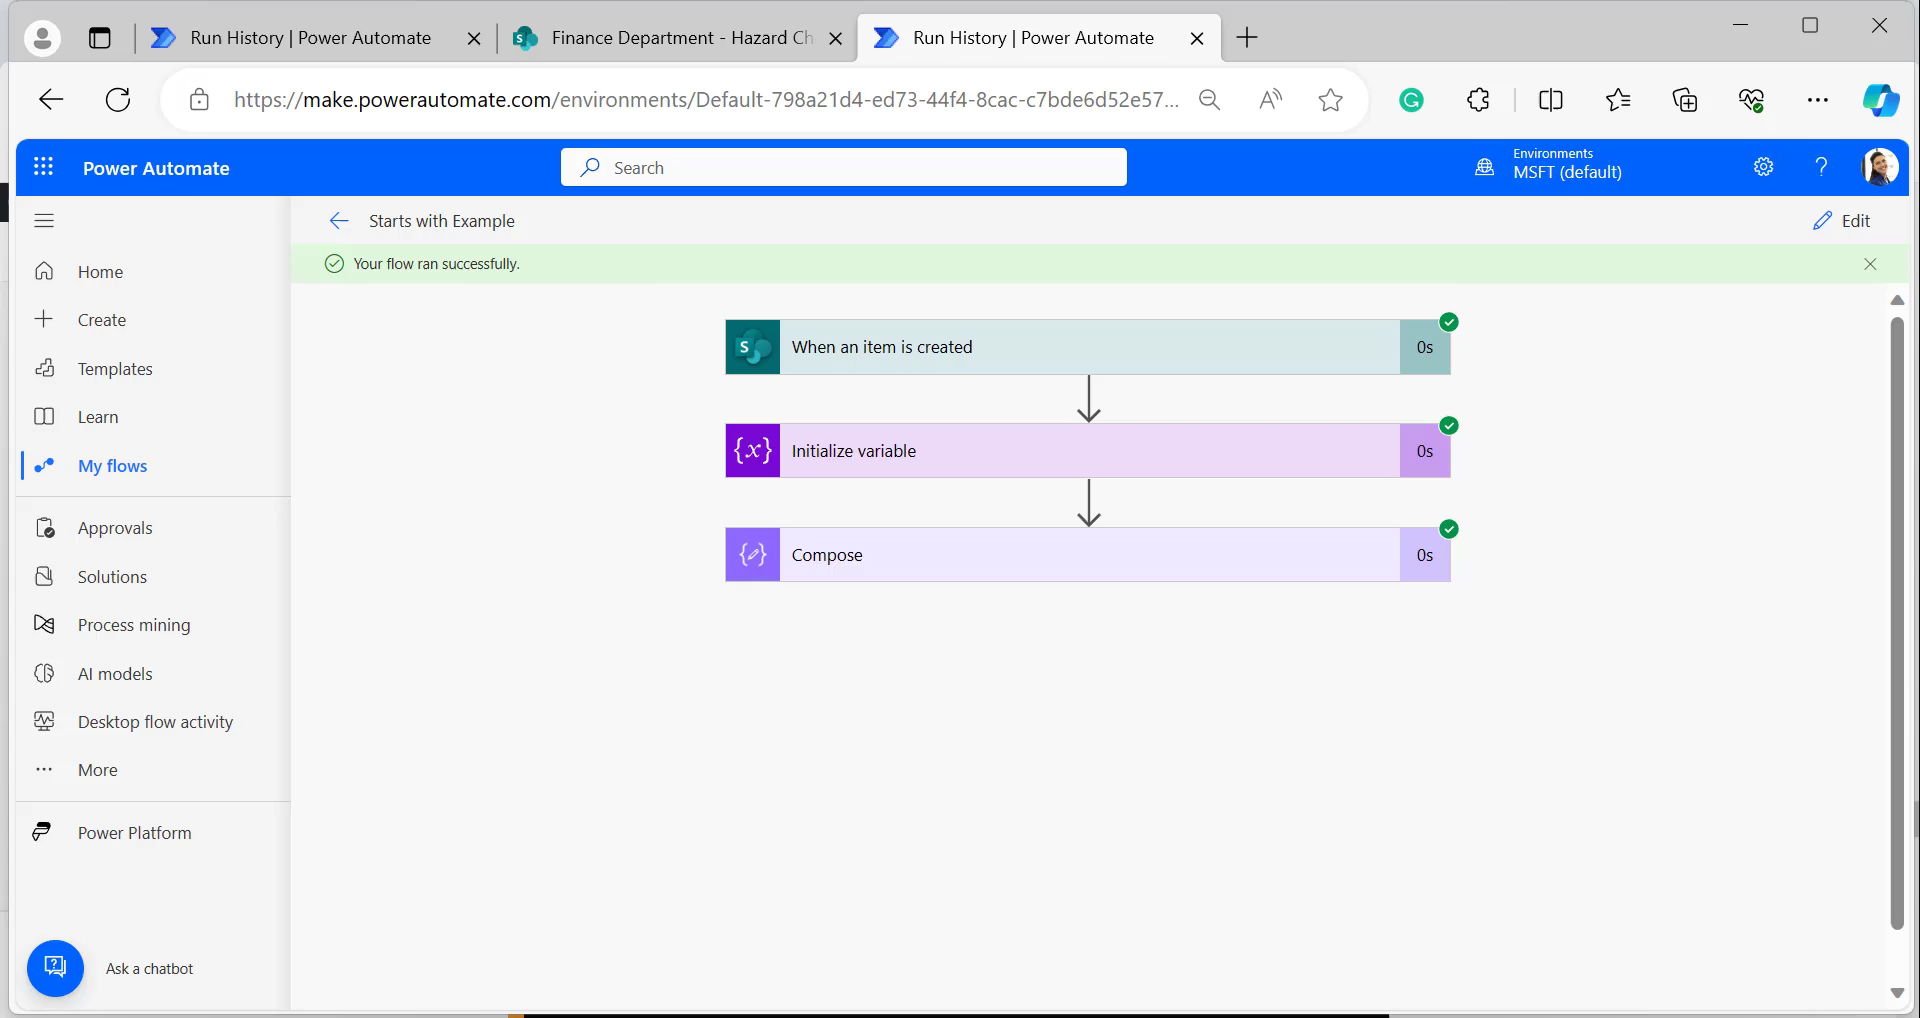 Run History | Power Automate
Finance Department - Hazard Ch
Run History | Power Automate
https://make.powerautomate.com/environments/Default-798a21d4-ed73-44f4-8cac-c7bde6d52e57...
Power Automate
Search
Environments
MSFT (default)
Starts with Example
Edit
Your flow ran successfully.
Home
Create
Templates
Learn
My flows
Approvals
Solutions
Process mining
AI models
Desktop flow activity
More
Power Platform
Ask a chatbot
When an item is created
0s
Initialize variable
0s
Compose
0s